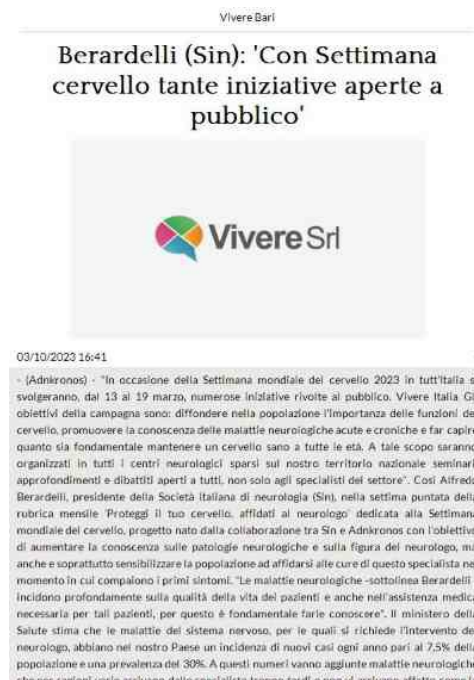 Vivere Bari
Berardelli (Sin): 'Con Settimana
cervello tante iniziative aperte a
pubblico'
Vivere Srl
03/10/2023 16:41
- (Adnkronos) - "In occasione della Settimana mondiale del cervello 2023 in tutt'Italia s
svolgeranno, dal 13 al 19 marzo, numerose iniziative rivolte al pubblico. Vivere Italia Gl
obiettivi della campagna sono: diffondere nella popolazione l'importanza delle funzioni de
cervello, promuovere la conoscenza delle malattie neurologiche acute e croniche e far capire
quanto sia fondamentale mantenere un cervello sano a tutte le età. A tale scopo saranno
organizzati in tutti i centri neurologici sparsi sul nostro territorio nazionale seminari
approfondimenti e dibattiti aperti a tutti, non solo agli specialisti del settore". Così Alfredo
Berardelli, presidente della Società italiana di neurologia (Sin), nella settima puntata della
rubrica mensile 'Proteggi il tuo cervello, affidati al neurologo' dedicata alla Settimana
mondiale del cervello, progetto nato dalla collaborazione tra Sin e Adnkronos con l'obiettivo
di aumentare la conoscenza sulle patologie neurologiche e sulla figura del neurologo, ma
anche e soprattutto sensibilizzare la popolazione ad affidarsi alle cure di questo specialista ne
momento in cui compaiono i primi sintomi. "Le malattie neurologiche -sottolinea Berardelli
incidono profondamente sulla qualità della vita dei pazienti e anche nell'assistenza medica
necessaria per tali pazienti, per questo è fondamentale farle conoscere". Il ministero della
Salute stima che le malattie del sistema nervoso, per le quali si richiede l'intervento de
neurologo, abbiano nel nostro Paese un incidenza di nuovi casi ogni anno pari al 7,5% della
popolazione e una prevalenza del 30%. A questi numeri vanno aggiunte malattie neurologiche